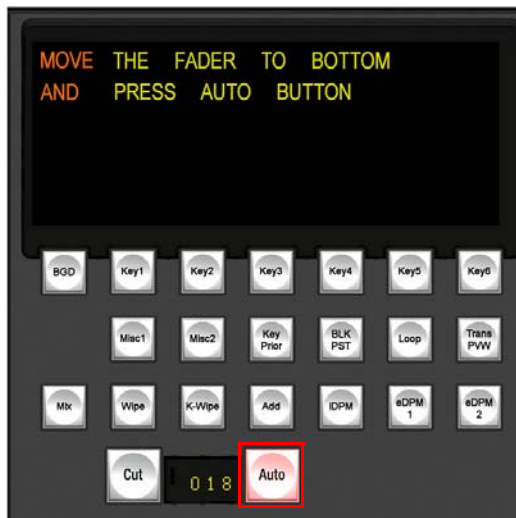 MOVE THE FADER TO BOTTOM
AND PRESS AUTO BUTTON
BGD Key1 Key2 Key3 Key4 Key5 Key6
Misc1 Misc2 Key Prior BLK PST Loop Trans PVW
Mix Wipe K-Wipe Add iDPM eDPM 1 eDPM 2
Cut 018 Auto